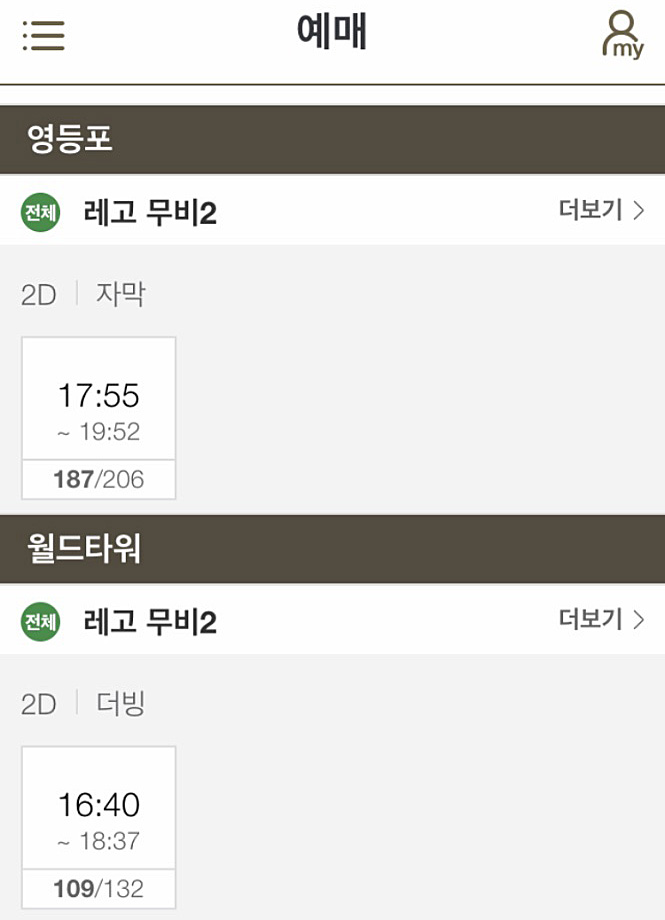 예매
my
영등포
전체 레고 무비2 더보기 >
2D | 자막
17:55
~ 19:52
187/206
월드타워
전체 레고 무비2 더보기 >
2D | 더빙
16:40
~ 18:37
109/132